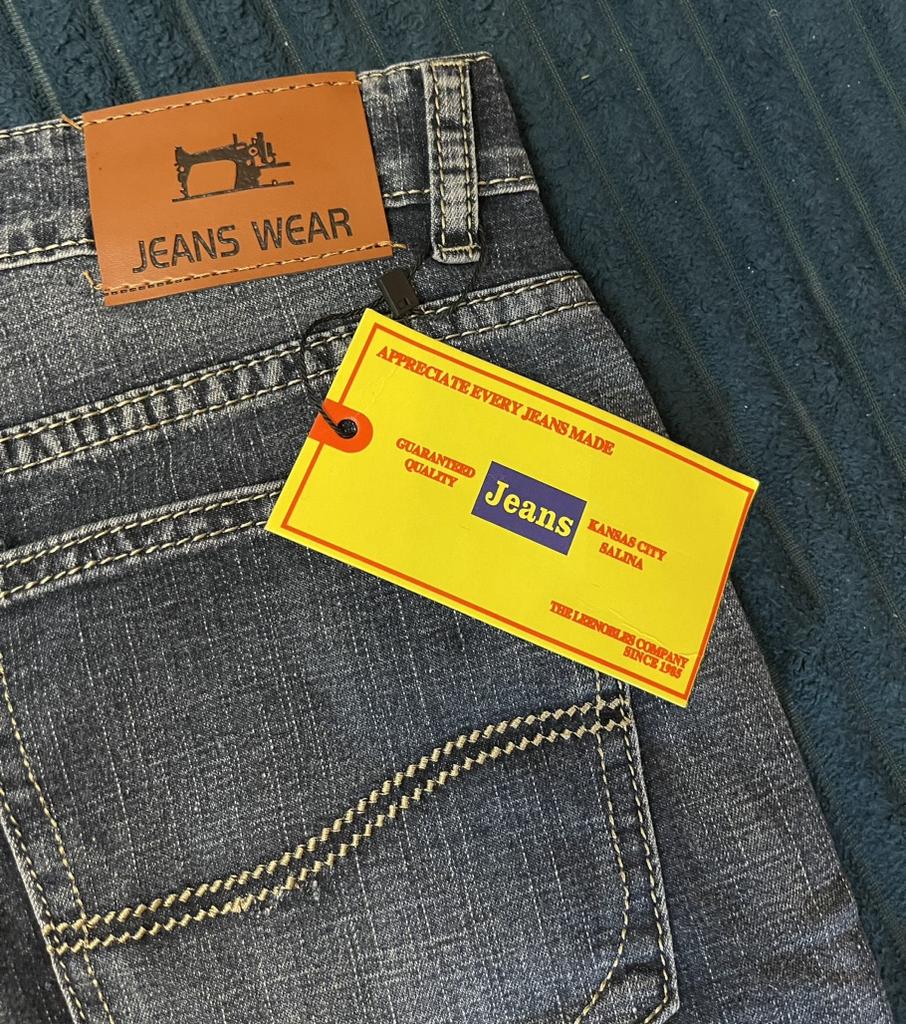 JEANS WEAR
APPRECIATE EVERY JEANS MADE
GUARANTEED
QUALITY
Jeans
KANSAS CITY
SALINA
THE LEENOBLES COMPANY
SINCE 1985